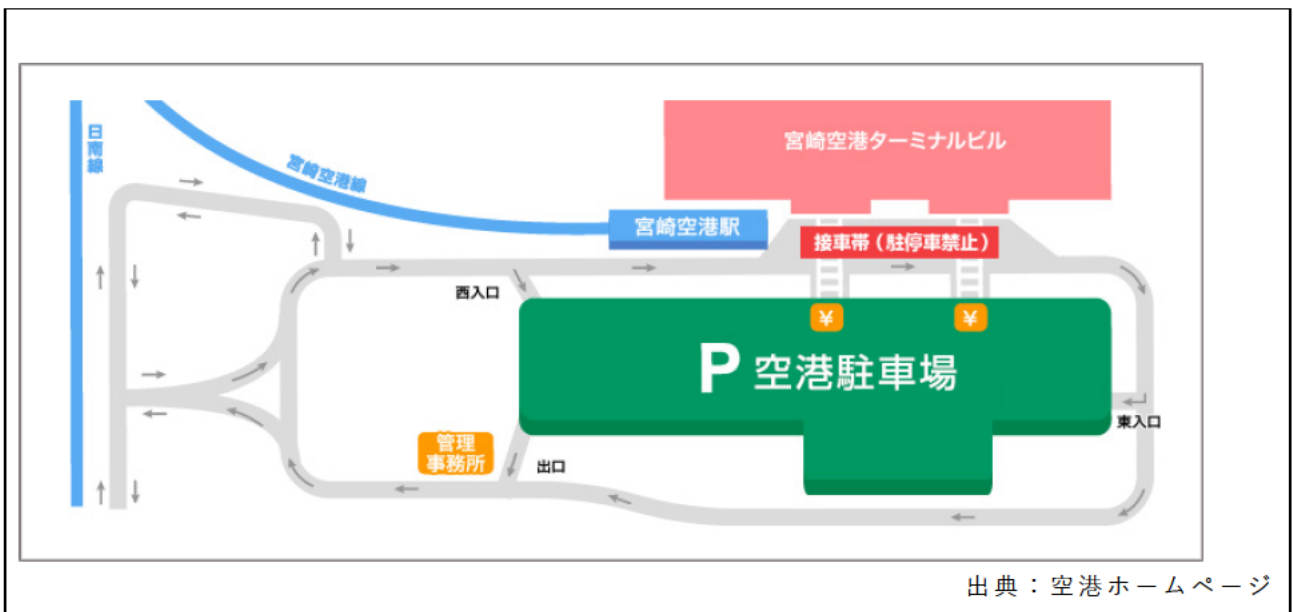 日南線
宮崎空港線
宮崎空港ターミナルビル
宮崎空港駅
接車帯（駐停車禁止）
西入口
¥
¥
P 空港駐車場
東入口
管理
事務所
出口
出典：空港ホームページ